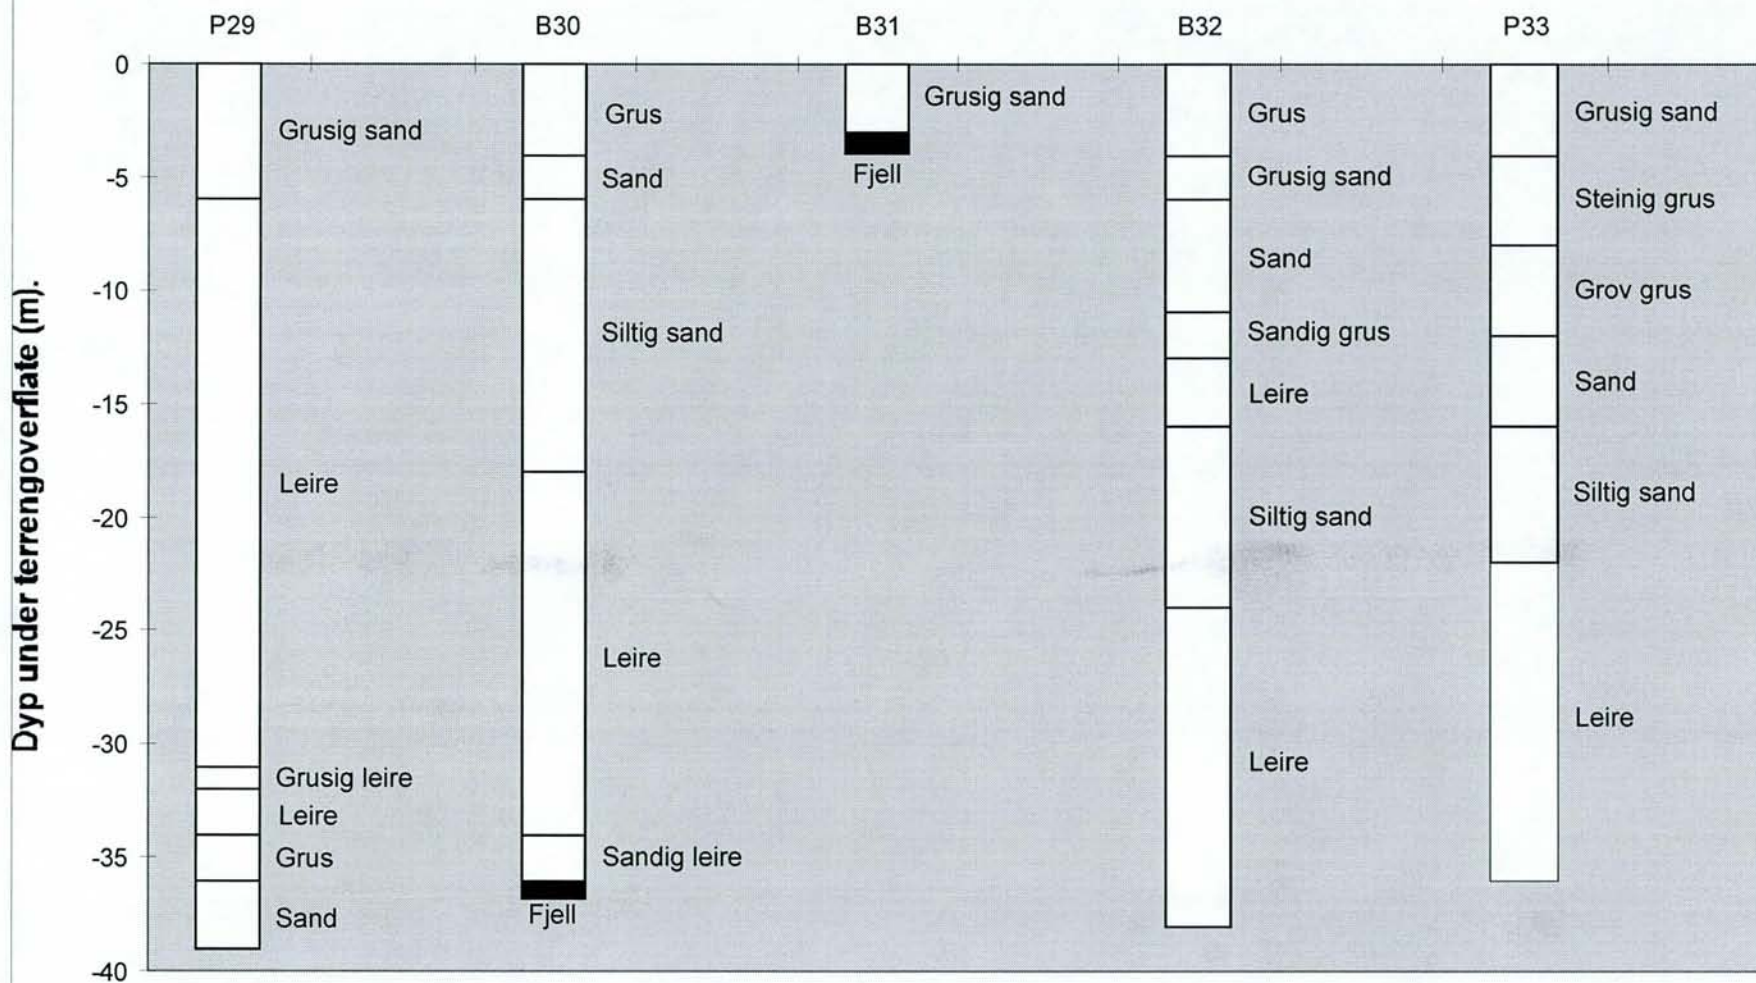 P29 B30 B31 B32 P33
Dyp under terrengoverflate (m).
0
-5
-10
-15
-20
-25
-30
-35
-40
Grusig sand
Leire
Grusig leire
Leire
Grus
Sand
Grus
Sand
Siltig sand
Leire
Sandig leire
Fjell
Grusig sand
Fjell
Grus
Grusig sand
Sand
Sandig grus
Leire
Siltig sand
Leire
Grusig sand
Steinig grus
Grov grus
Sand
Siltig sand
Leire